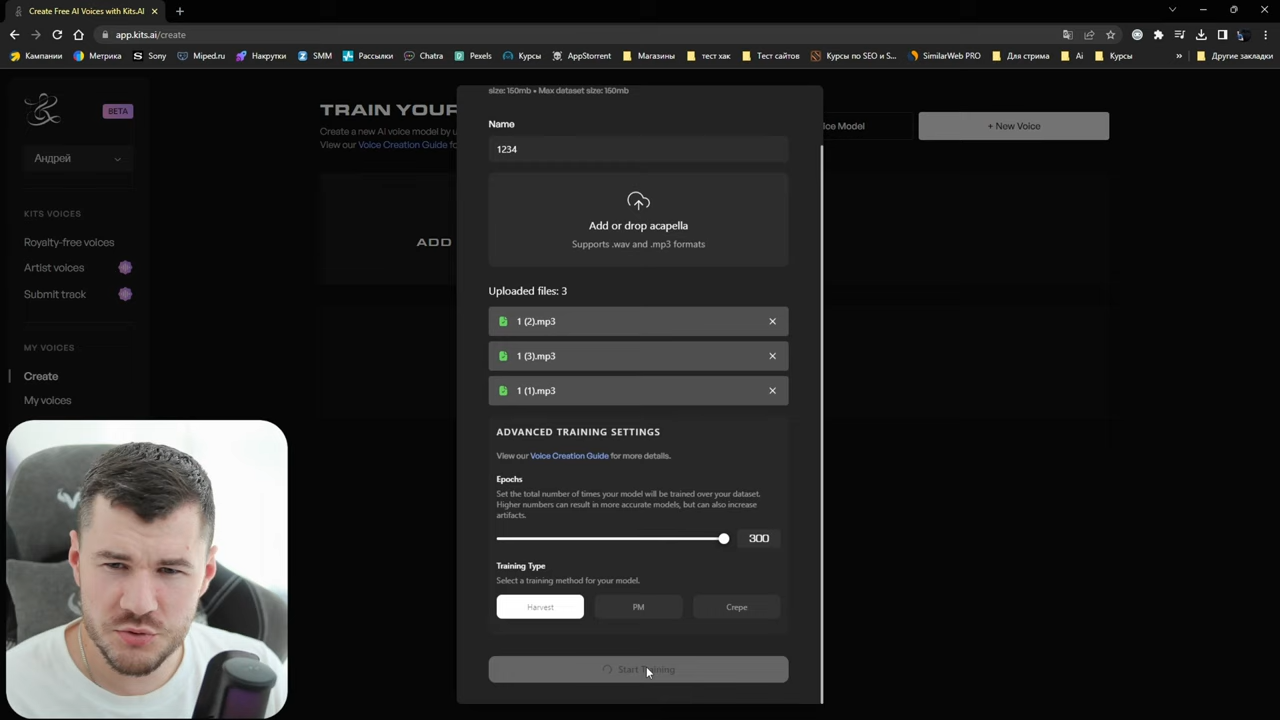 Create Free AI Voices with Kits.AI
app.kits.ai/create
Кампании
Метрика
Sony
Miped.ru
Накрутки
SMM
Рассылки
Chatra
Pexels
Курсы
AppStorrent
Магазины
тест хак
Тест сайтов
Курсы по SEO и S...
SimilarWeb PRO
Для стрима
Ai
Курсы
Другие закладки
BETA
Андрей
KITS VOICES
Royalty-free voices
Artist voices
Submit track
MY VOICES
Create
My voices
TRAIN YOUR
Create a new AI voice model by u
View our Voice Creation Guide fo
ice Model
+ New Voice
ADD
size: 150mb • Max dataset size: 150mb
Name
1234
Add or drop acapella
Supports .wav and .mp3 formats
Uploaded files: 3
1 (2).mp3
1 (3).mp3
1 (1).mp3
ADVANCED TRAINING SETTINGS
View our Voice Creation Guide for more details.
Epochs
Set the total number of times your model will be trained over your dataset.
Higher numbers can result in more accurate models, but can also increase
artifacts.
300
Training Type
Select a training method for your model.
Harvest
PM
Crepe
Start Training